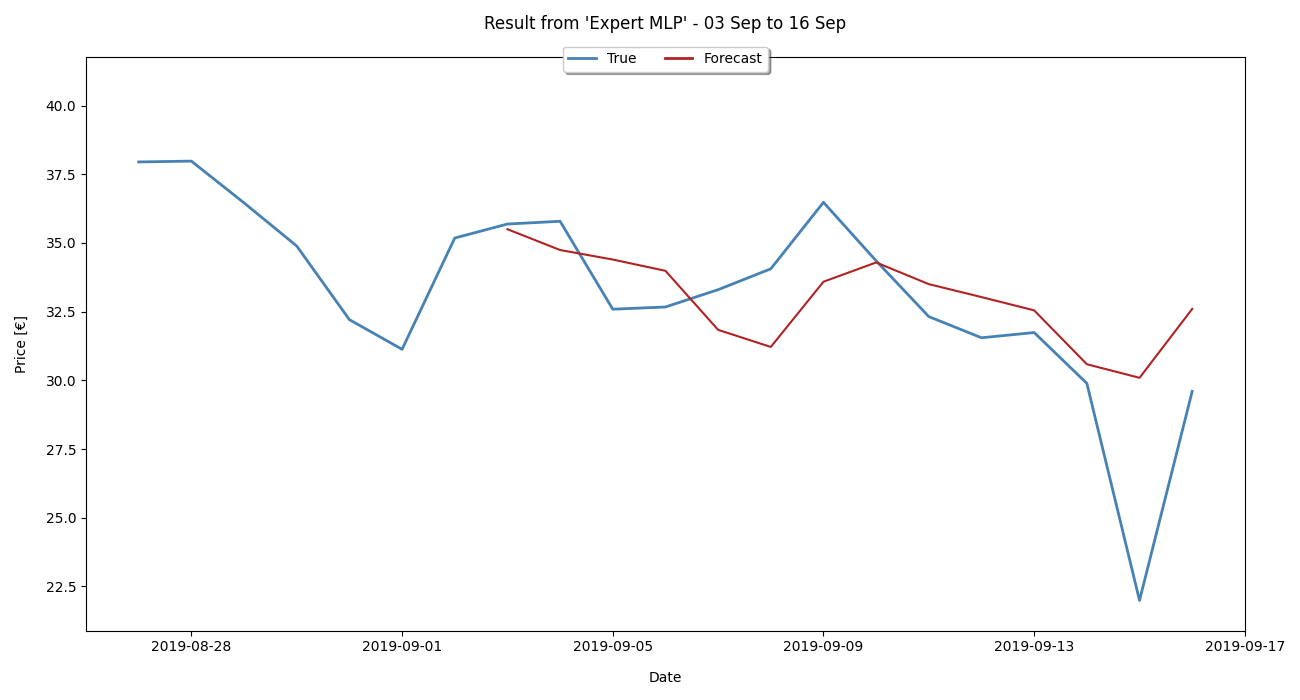 Result from 'Expert MLP' - 03 Sep to 16 Sep
True Forecast
40.0
37.5
35.0
32.5
30.0
27.5
25.0
22.5
Price [€]
2019-08-28 2019-09-01 2019-09-05 2019-09-09 2019-09-13 2019-09-17
Date